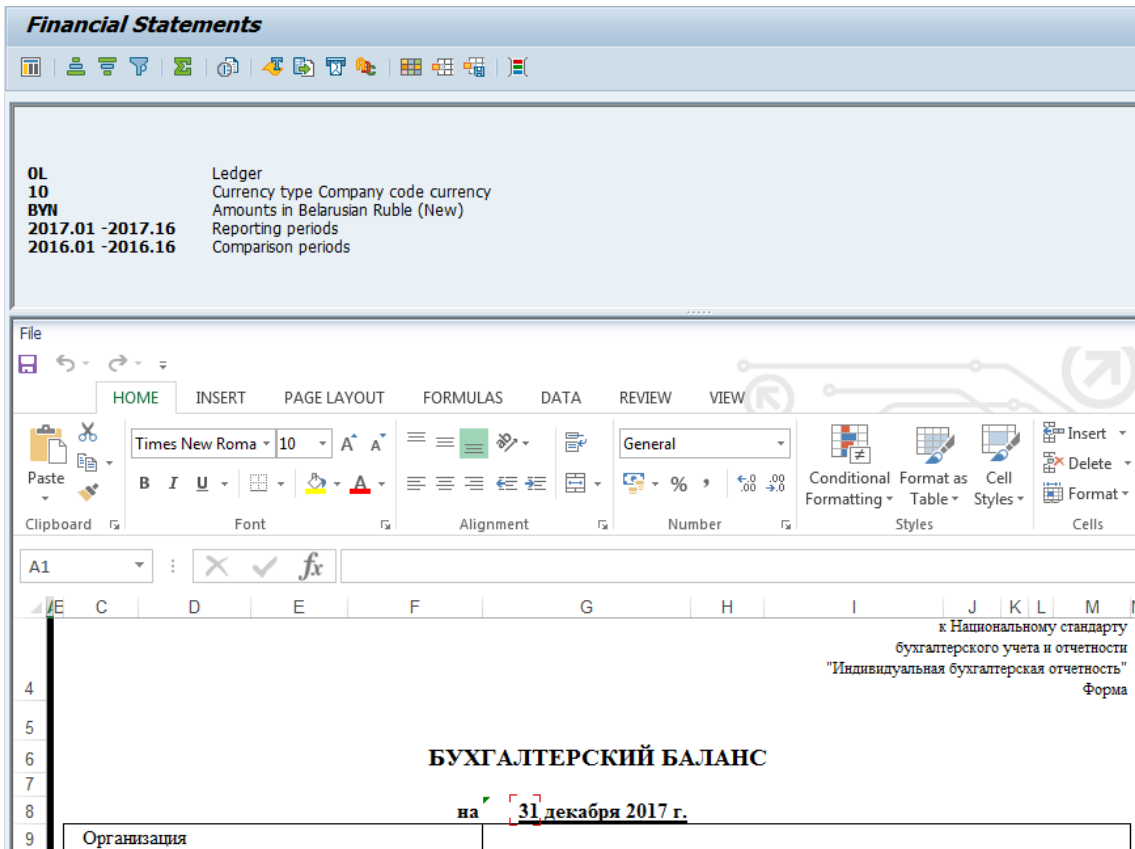 Financial Statements
0L Ledger
10 Currency type Company code currency
BYN Amounts in Belarusian Ruble (New)
2017.01 -2017.16 Reporting periods
2016.01 -2016.16 Comparison periods
File
HOME INSERT PAGE LAYOUT FORMULAS DATA REVIEW VIEW
Times New Roma 10 A A General Insert
Paste Conditional Format as Cell Delete
B I U A % , .0 .00 .00 .0 Formatting Table Styles Format
Clipboard Font Alignment Number Styles Cells
A1 fx
A B C D E F G H I J K L M
к Национальному стандарту
бухгалтерского учета и отчетности
"Индивидуальная бухгалтерская отчетность"
4 Форма
5
6 БУХГАЛТЕРСКИЙ БАЛАНС
7
8 на 31 декабря 2017 г.
9 Организация